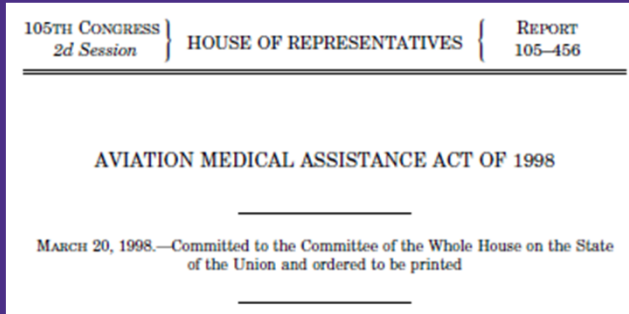 105TH CONGRESS
2d Session
HOUSE OF REPRESENTATIVES
REPORT
105–456
AVIATION MEDICAL ASSISTANCE ACT OF 1998
MARCH 20, 1998.—Committed to the Committee of the Whole House on the State
of the Union and ordered to be printed